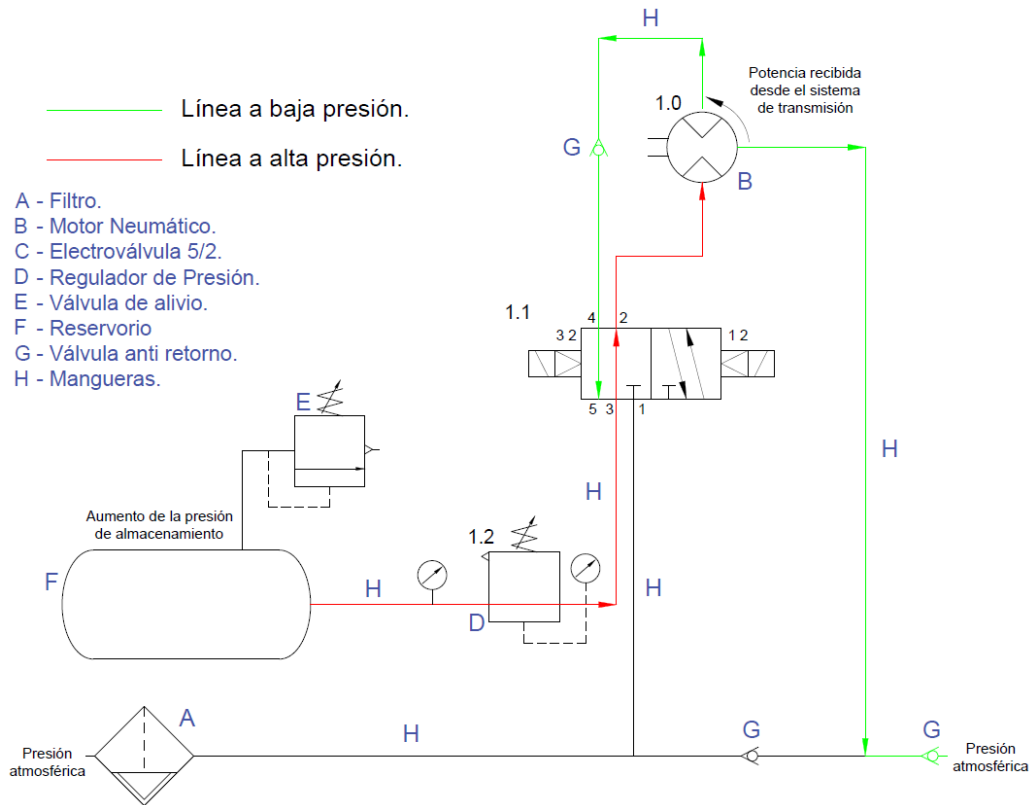 H
Potencia recibida
desde el sistema
de transmisión
1.0
Línea a baja presión.
Línea a alta presión.
G
B
A - Filtro.
B - Motor Neumático.
C - Electroválvula 5/2.
D - Regulador de Presión.
E - Válvula de alivio.
F - Reservorio
G - Válvula anti retorno.
H - Mangueras.
1.1
4 2
3 2
1 2
5 3 1
E
H
H
Aumento de la presión
de almacenamiento
1.2
F
H
H
D
A
H
G
G
Presión
atmosférica
Presión
atmosférica